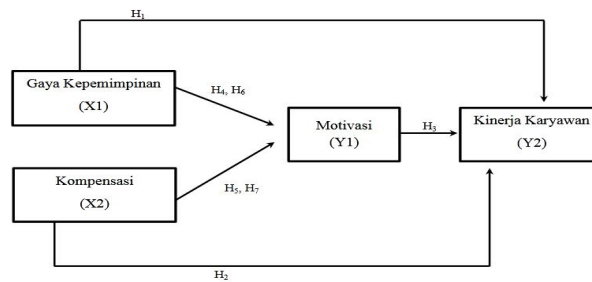 H1
Gaya Kepemimpinan
(X1)
H4, H6
Motivasi
(Y1)
H3
Kinerja Karyawan
(Y2)
Kompensasi
(X2)
H5, H7
H2